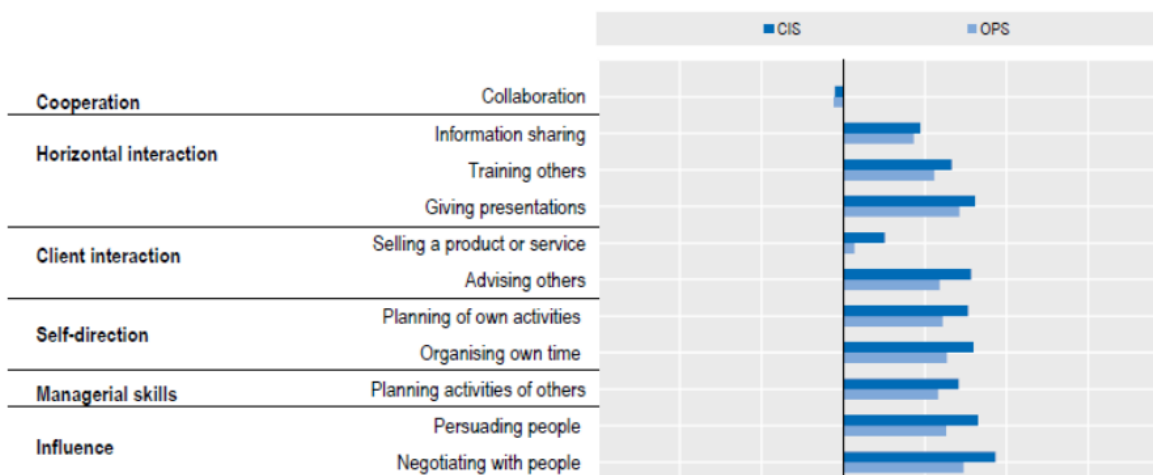 CIS OPS
Cooperation Collaboration
Information sharing
Horizontal interaction
Training others
Giving presentations
Selling a product or service
Client interaction
Advising others
Planning of own activities
Self-direction
Organising own time
Managerial skills Planning activities of others
Persuading people
Influence
Negotiating with people